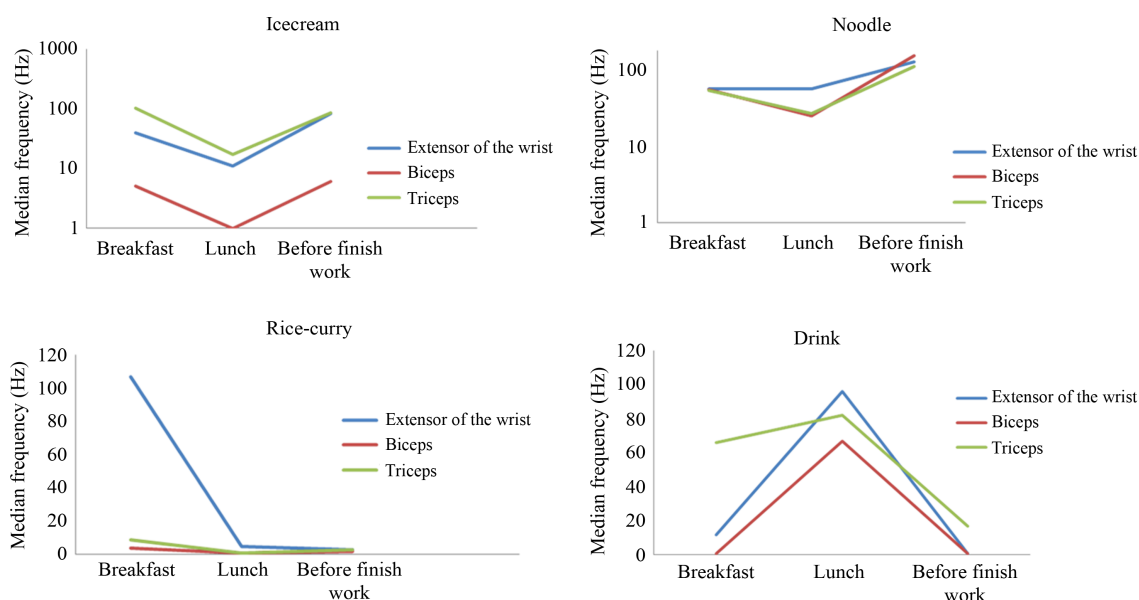 Icecream
Median frequency (Hz)
1000
100
10
1
Breakfast
Lunch
Before finish
work
Extensor of the wrist
Biceps
Triceps
Noodle
Median frequency (Hz)
100
10
1
Breakfast
Lunch
Before finish
work
Extensor of the wrist
Biceps
Triceps
Rice-curry
Median frequency (Hz)
120
100
80
60
40
20
0
Breakfast
Lunch
Before finish
work
Extensor of the wrist
Biceps
Triceps
Drink
Median frequency (Hz)
120
100
80
60
40
20
0
Breakfast
Lunch
Before finish
work
Extensor of the wrist
Biceps
Triceps